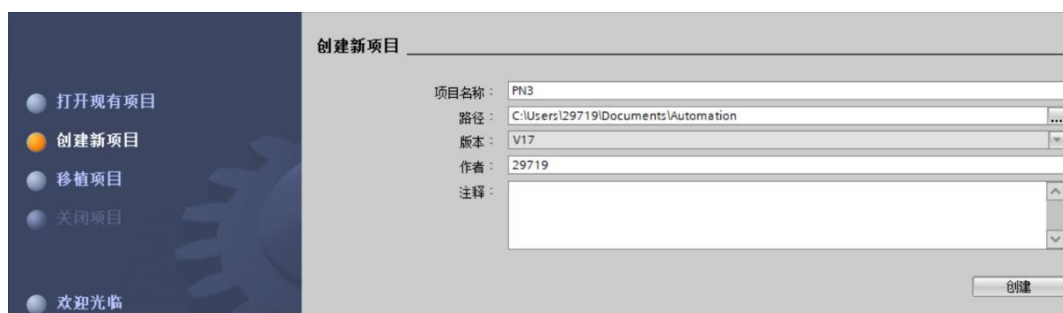 打开现有项目
创建新项目
移植项目
关闭项目
欢迎光临
创建新项目
项目名称： PN3
路径： C:\Users\29719\Documents\Automation
...
版本： V17
作者： 29719
注释：
创建